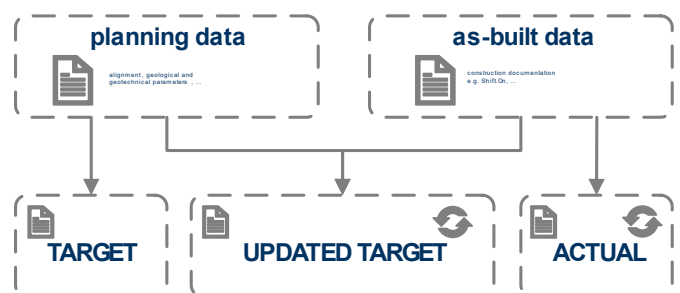 planning data
alignment , geological and
geotechnical parameters , ...
as-built data
construction documentation
e.g. Shift.On, ...
TARGET
UPDATED TARGET
ACTUAL